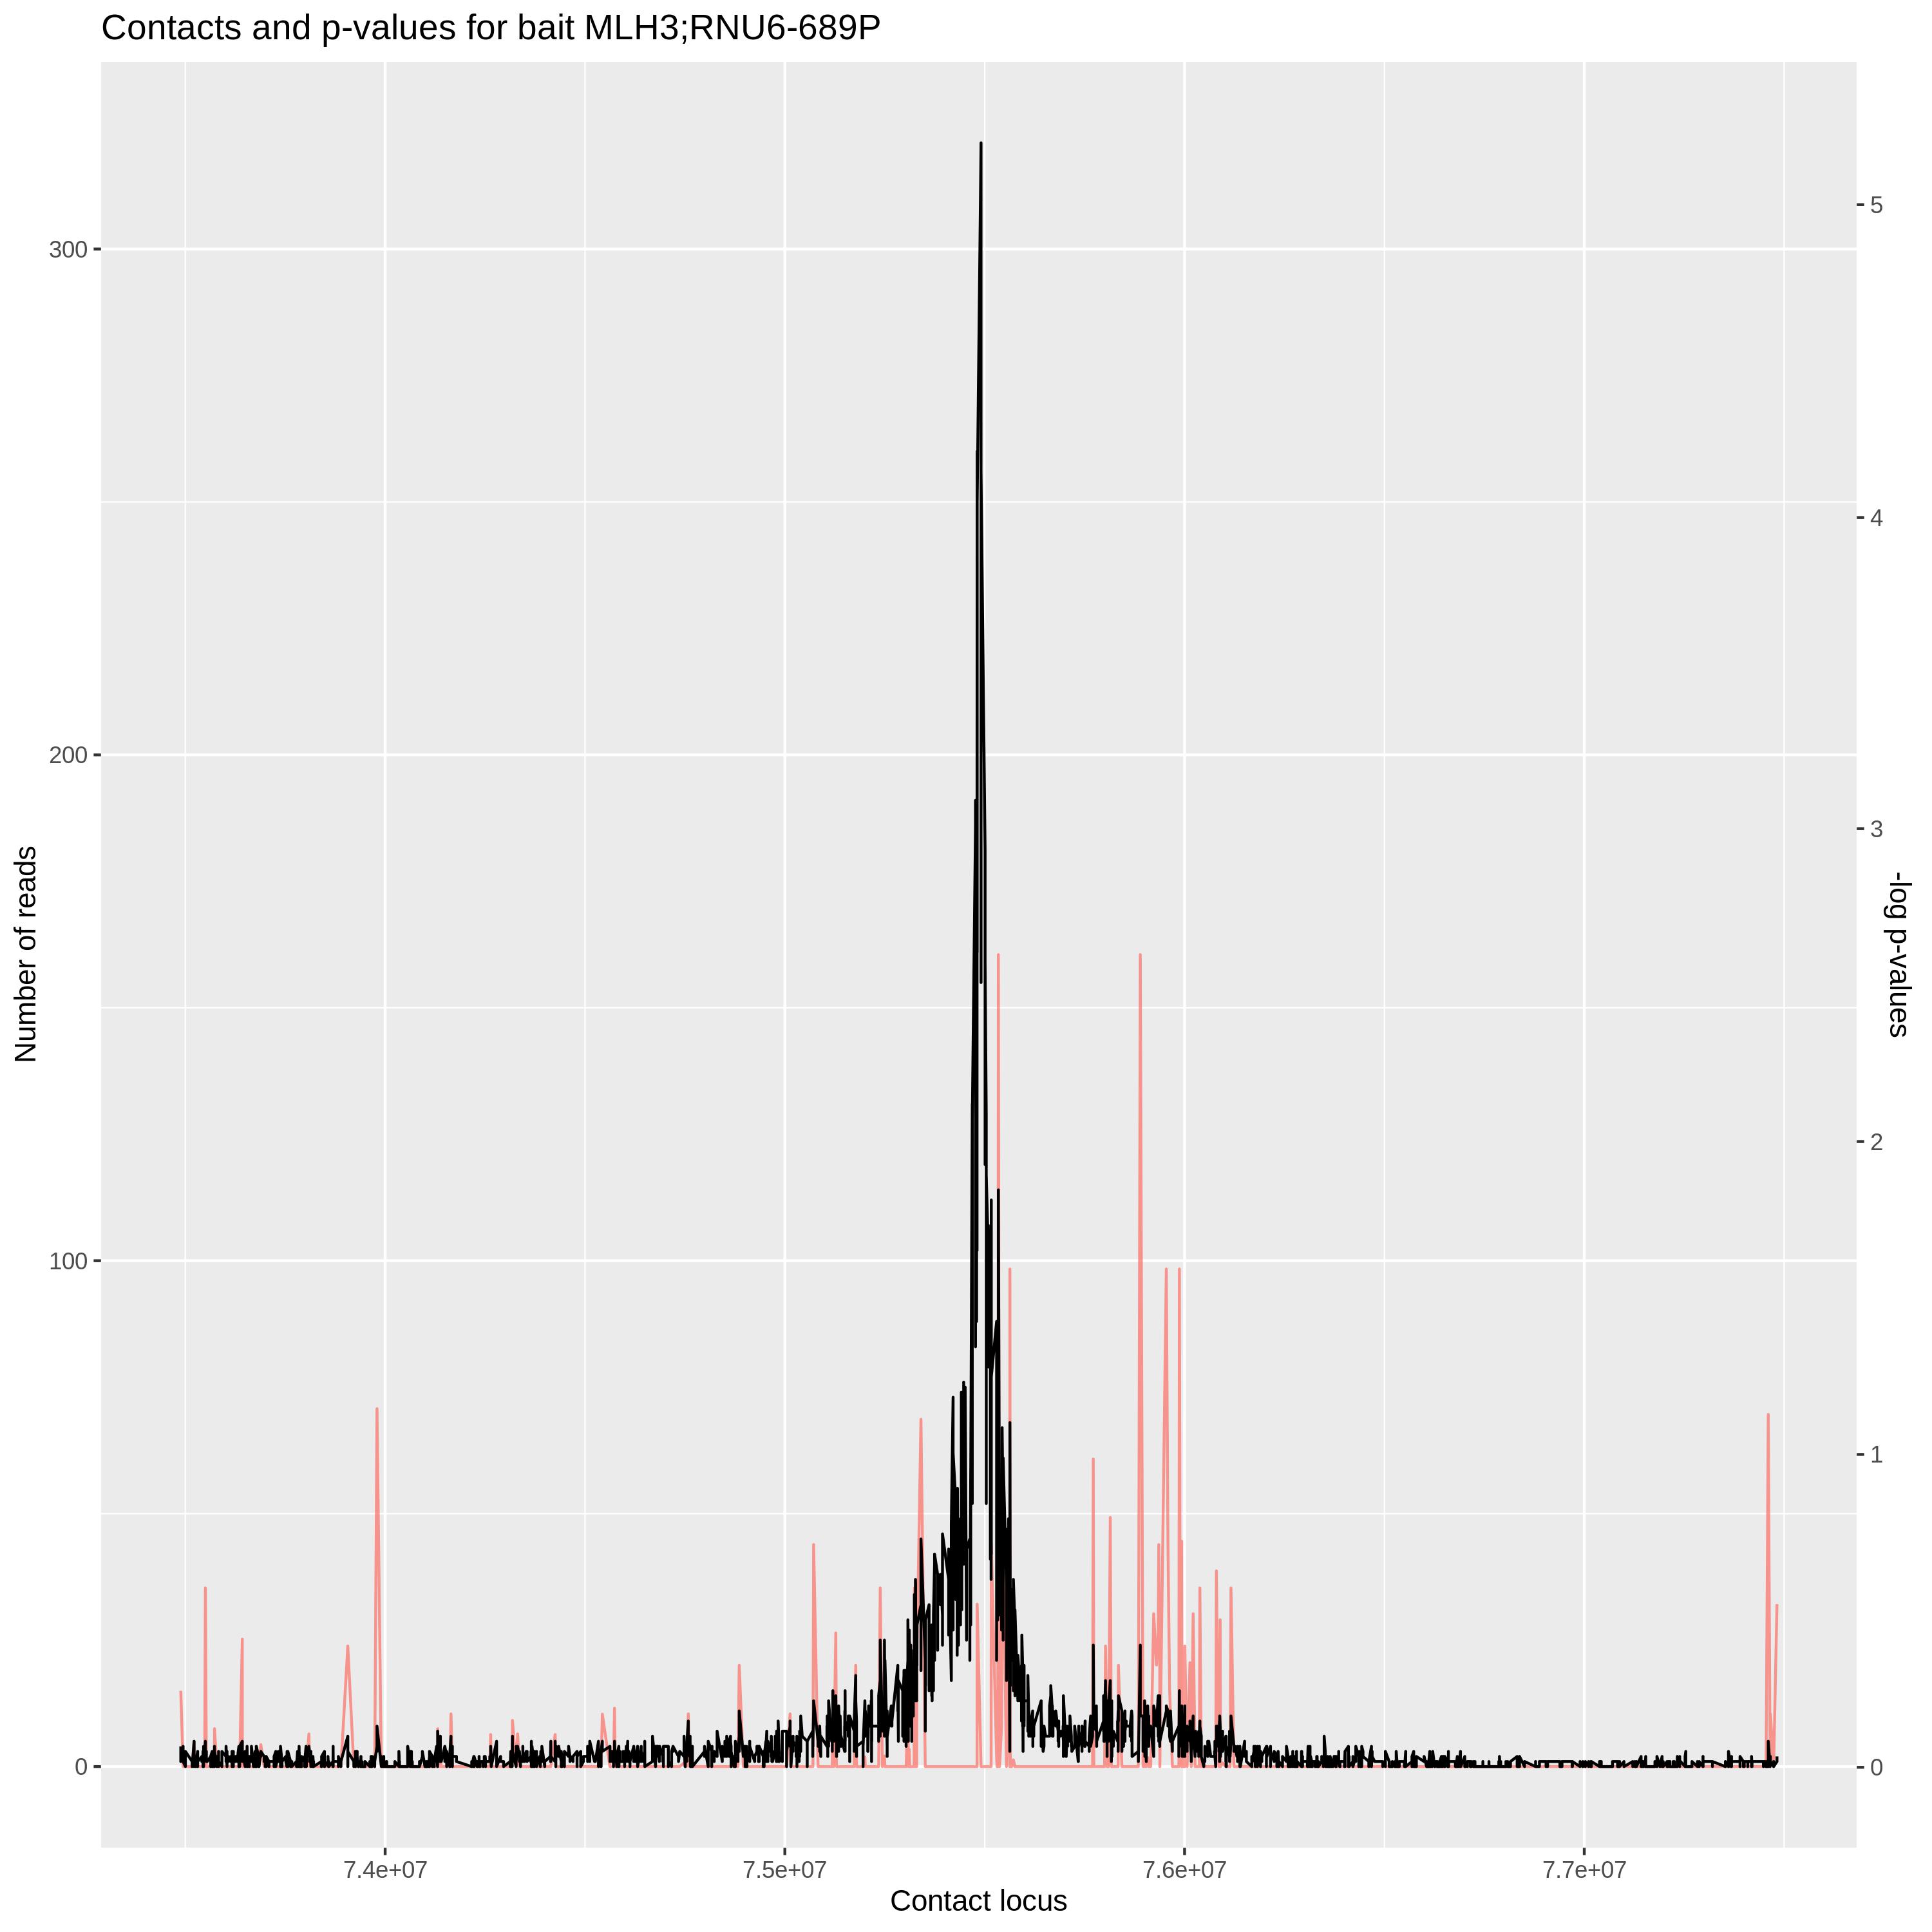 Contacts and p-values for bait MLH3;RNU6-689P
300
200
100
0
Number of reads
5
4
3
2
1
0
-log p-values
7.4e+07
7.5e+07
7.6e+07
7.7e+07
Contact locus